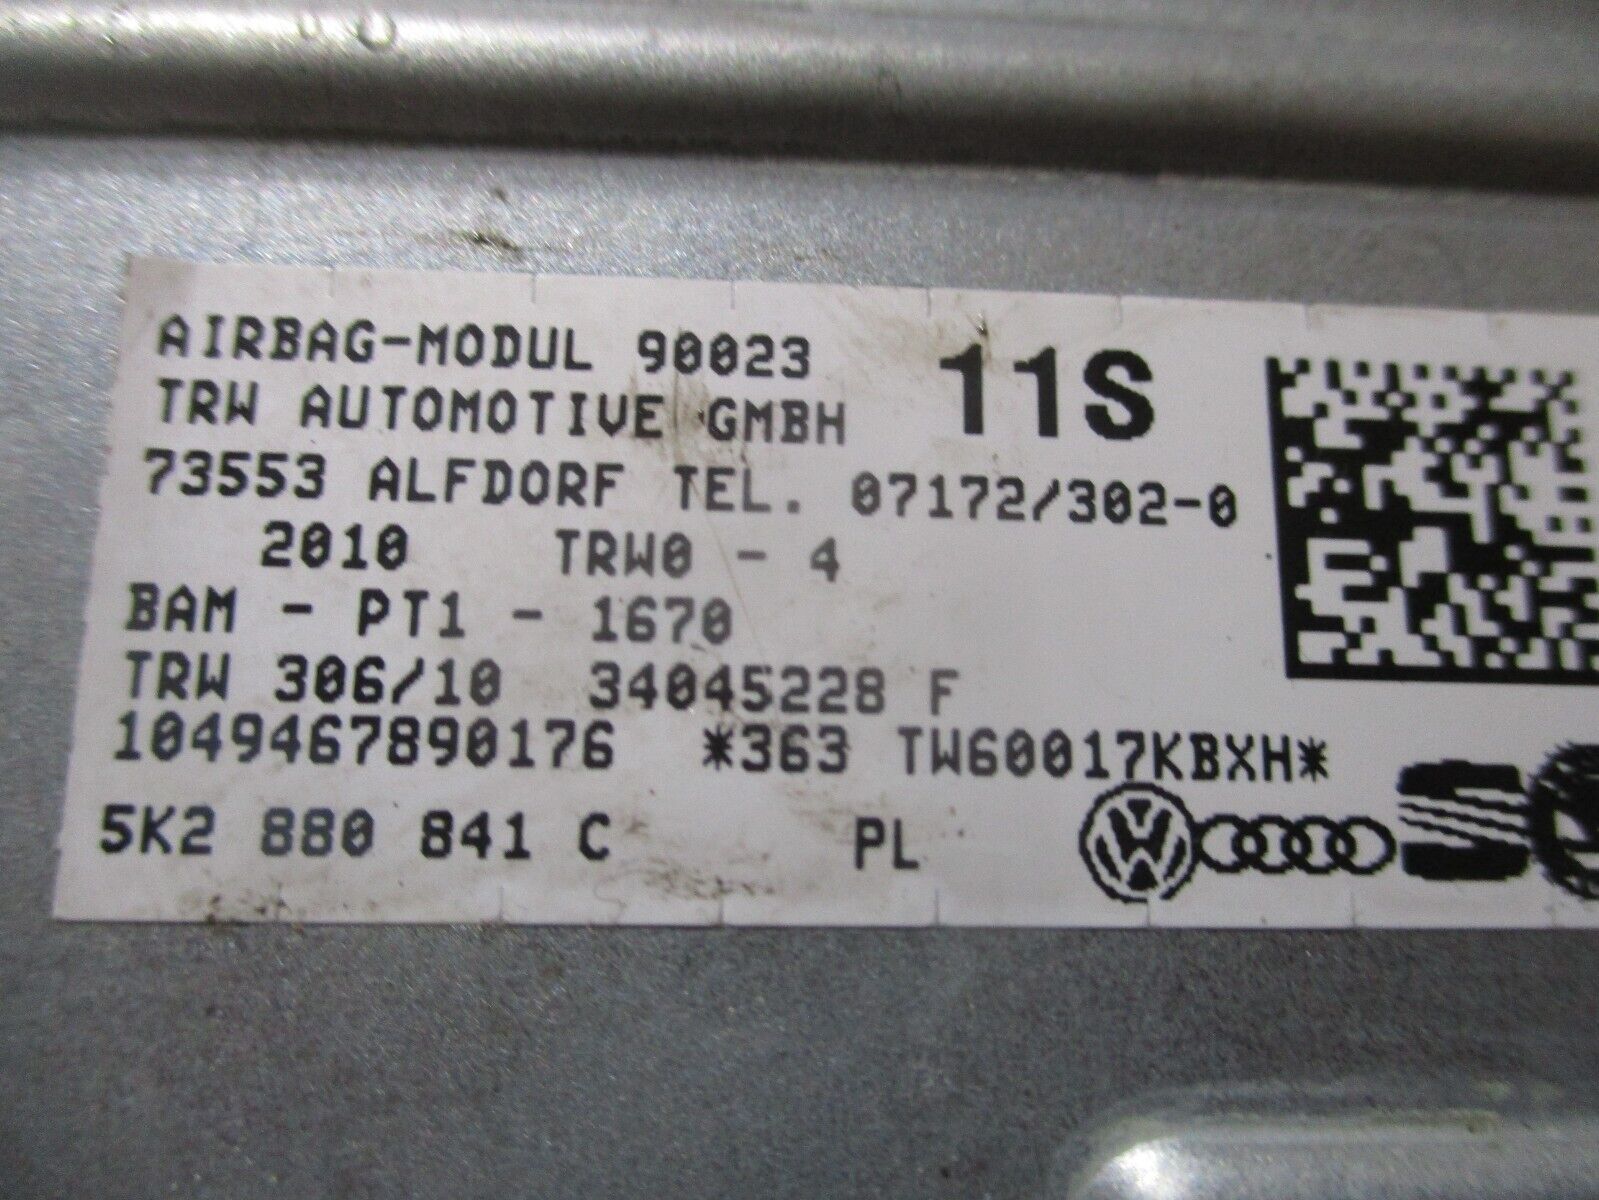 AIRBAG-MODUL 90023
11S
TRW AUTOMOTIVE GMBH
73553 ALFDORF TEL. 07172/302-0
2010 TRW0 - 4
BAM - PT1 - 1670
TRW 306/10 34045228 F
1049467890176 *363 TW60017KBXH*
5K2 880 841 C PL